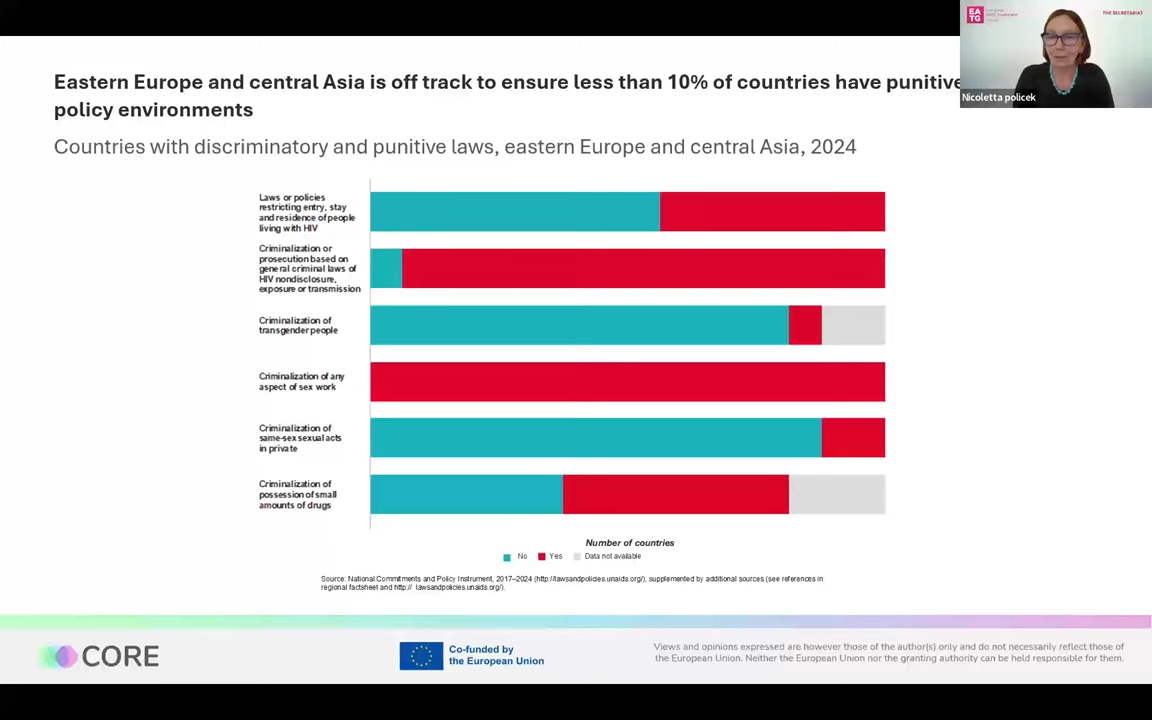 Eastern Europe and central Asia is off track to ensure less than 10% of countries have punitive
policy environments
Countries with discriminatory and punitive laws, eastern Europe and central Asia, 2024
EA
TG
THE SECRETARIAT
Nicoletta policek
Laws or policies
restricting entry, stay
and residence of people
living with HIV
Criminalization or
prosecution based on
general criminal laws of
HIV nondisclosure,
exposure or transmission
Criminalization of
transgender people
Criminalization of any
aspect of sex work
Criminalization of
same-sex sexual acts
in private
Criminalization of
possession of small
amounts of drugs
Number of countries
No Yes Data not available
Source: National Commitments and Policy Instrument, 2017–2024 (http://lawsandpolicies.unaids.org/), supplemented by additional sources (see references in
regional factsheet and http:// lawsandpolicies.unaids.org/).
CORE
Co-funded by
the European Union
Views and opinions expressed are however those of the author(s) only and do not necessarily reflect those of
the European Union. Neither the European Union nor the granting authority can be held responsible for them.